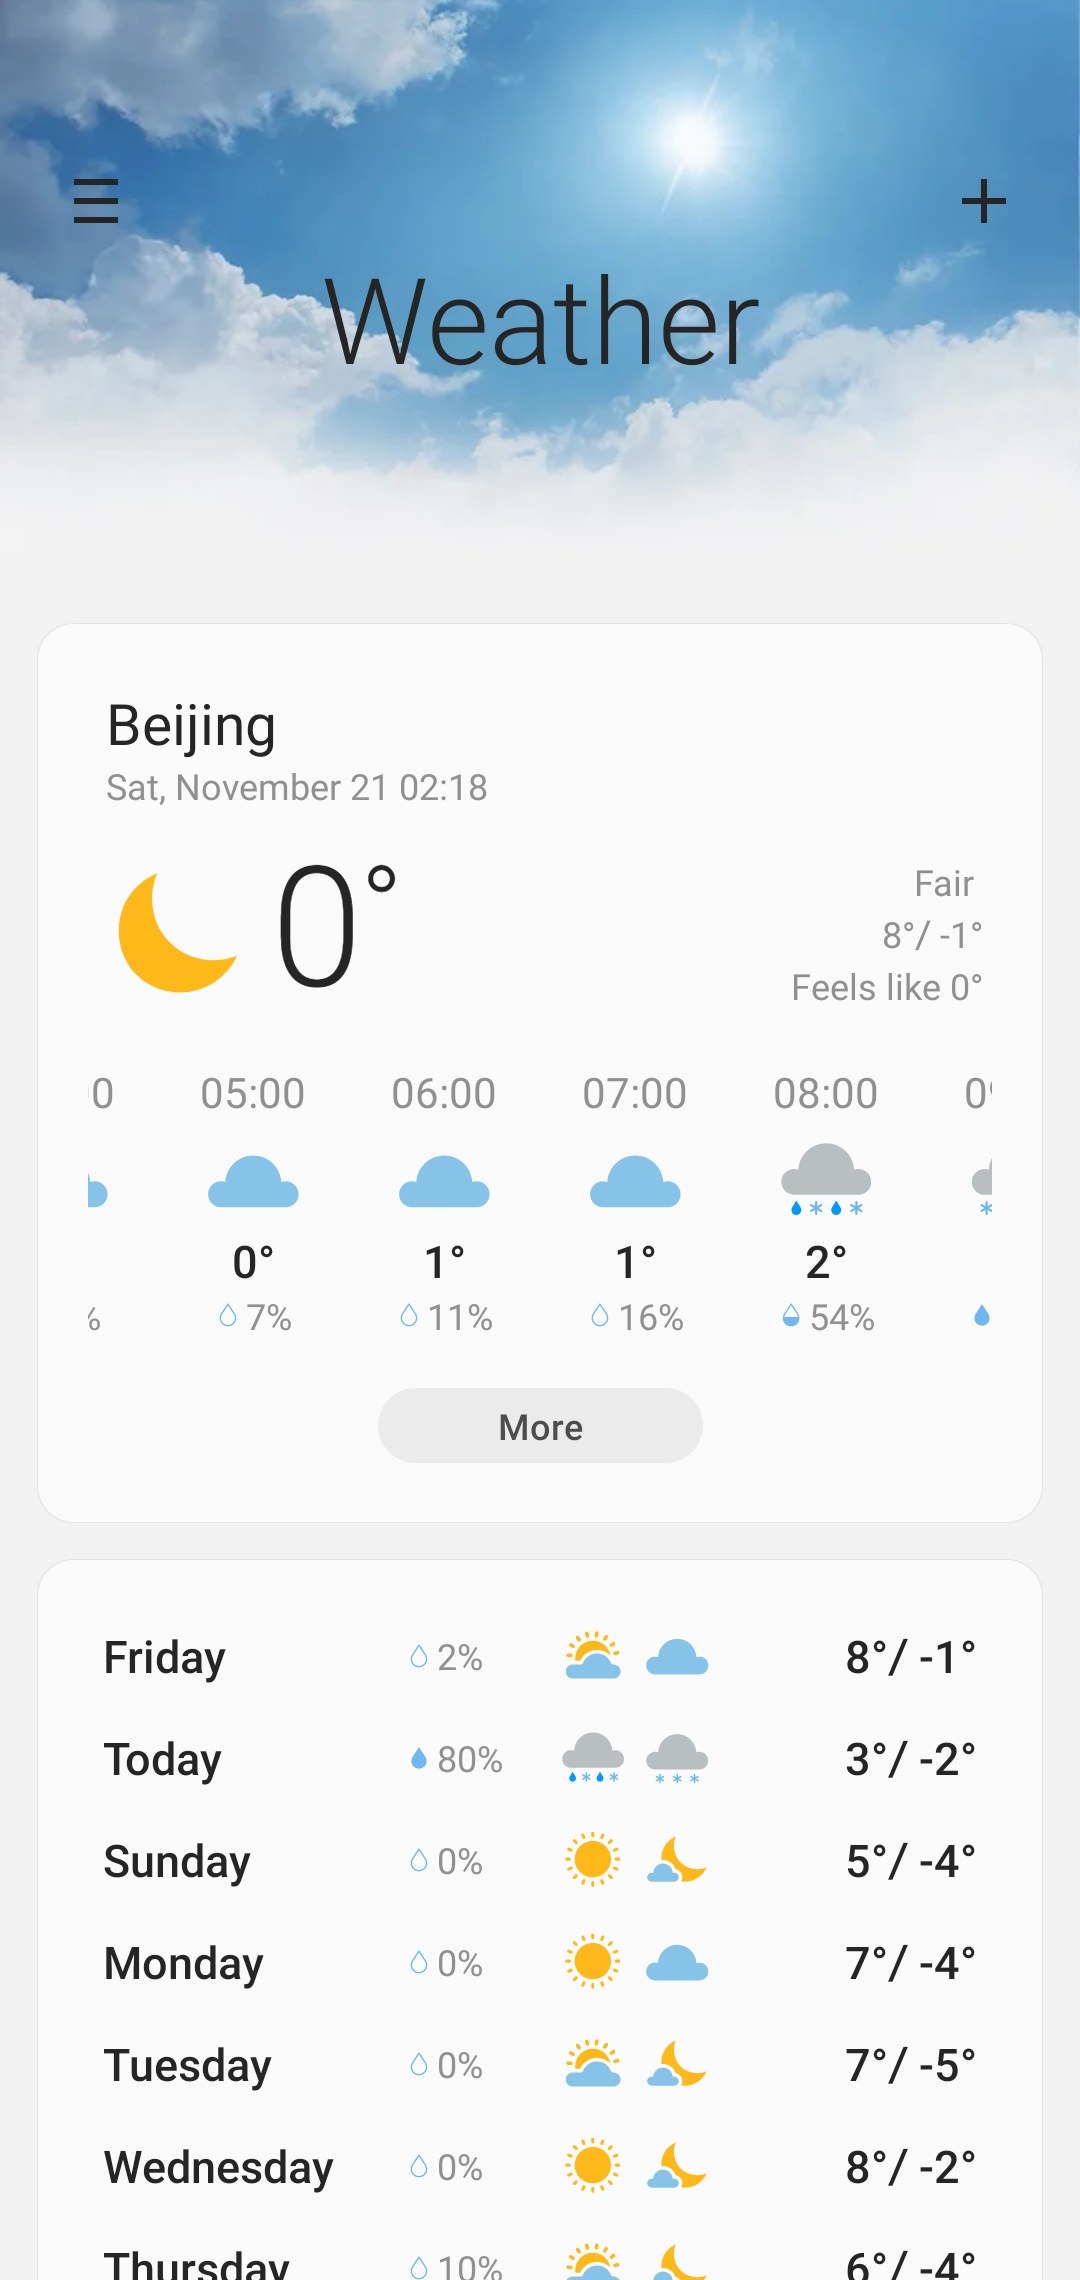 Weather
Beijing
Sat, November 21 02:18
0°
Fair
8°/ -1°
Feels like 0°
0 05:00 06:00 07:00 08:00
0° 1° 1° 2°
% 7% 11% 16% 54%
More
Friday 2% 8°/ -1°
Today 80% 3°/ -2°
Sunday 0% 5°/ -4°
Monday 0% 7°/ -4°
Tuesday 0% 7°/ -5°
Wednesday 0% 8°/ -2°
Thursday 10% 6°/ -4°